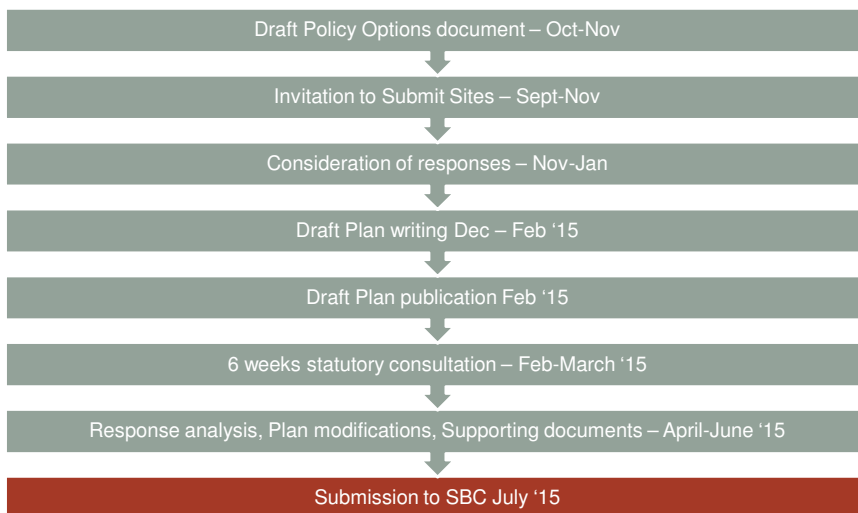 Draft Policy Options document – Oct-Nov
Invitation to Submit Sites – Sept-Nov
Consideration of responses – Nov-Jan
Draft Plan writing Dec – Feb ‘15
Draft Plan publication Feb ‘15
6 weeks statutory consultation – Feb-March ‘15
Response analysis, Plan modifications, Supporting documents – April-June ‘15
Submission to SBC July ‘15